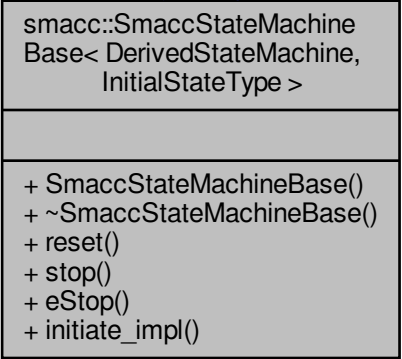 smacc::SmaccStateMachine
Base< DerivedStateMachine,
InitialStateType >
+ SmaccStateMachineBase()
+ ~SmaccStateMachineBase()
+ reset()
+ stop()
+ eStop()
+ initiate_impl()